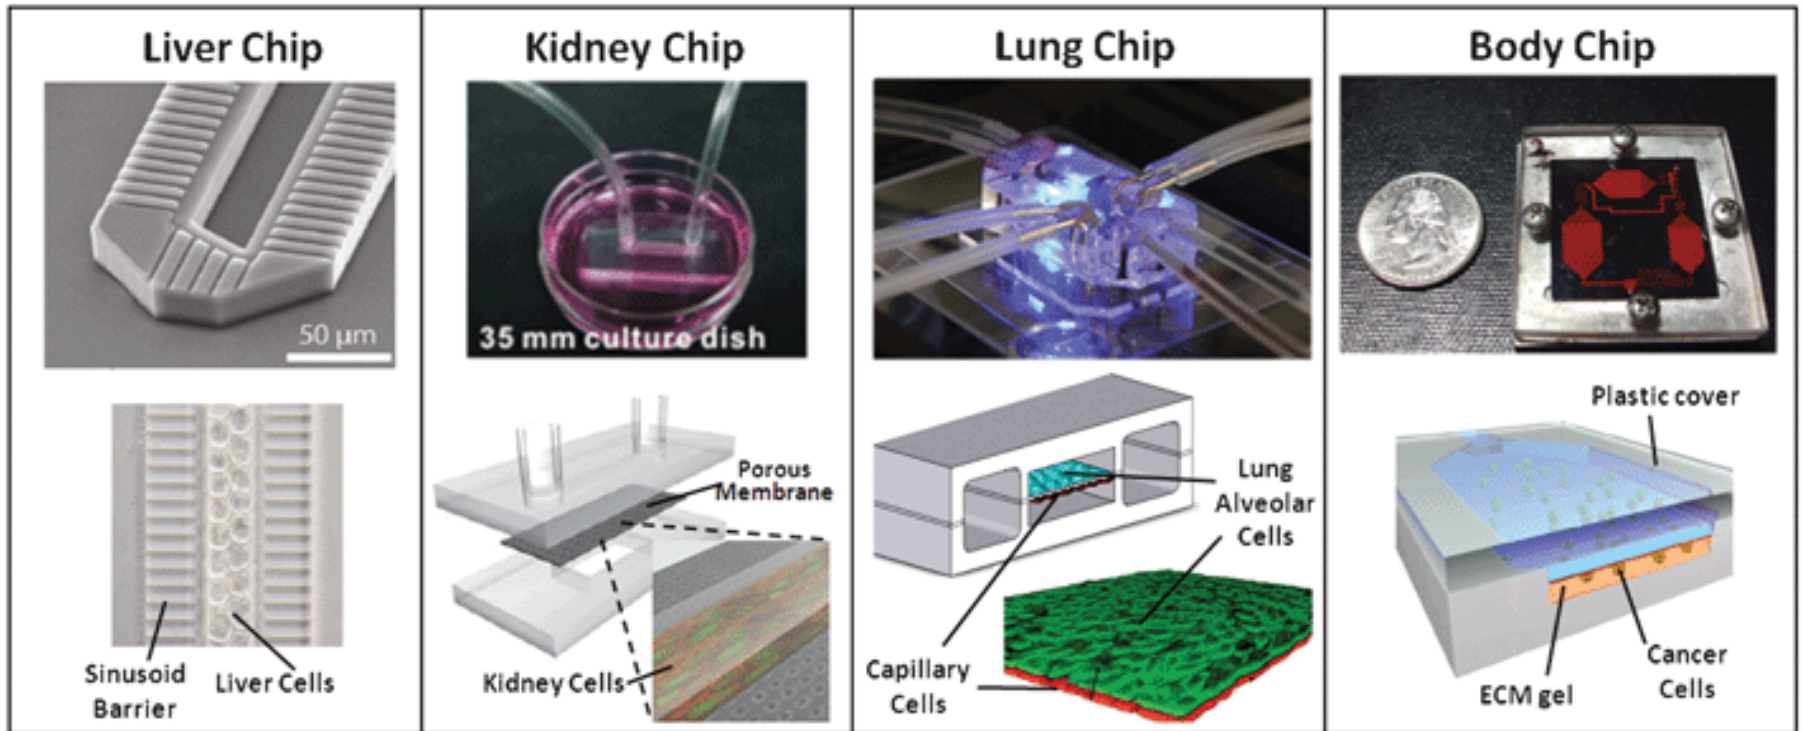 Liver Chip
50 µm
Sinusoid
Barrier
Liver Cells
Kidney Chip
35 mm culture dish
Porous
Membrane
Kidney Cells
Lung Chip
Lung
Alveolar
Cells
Capillary
Cells
Body Chip
Plastic cover
ECM gel
Cancer
Cells